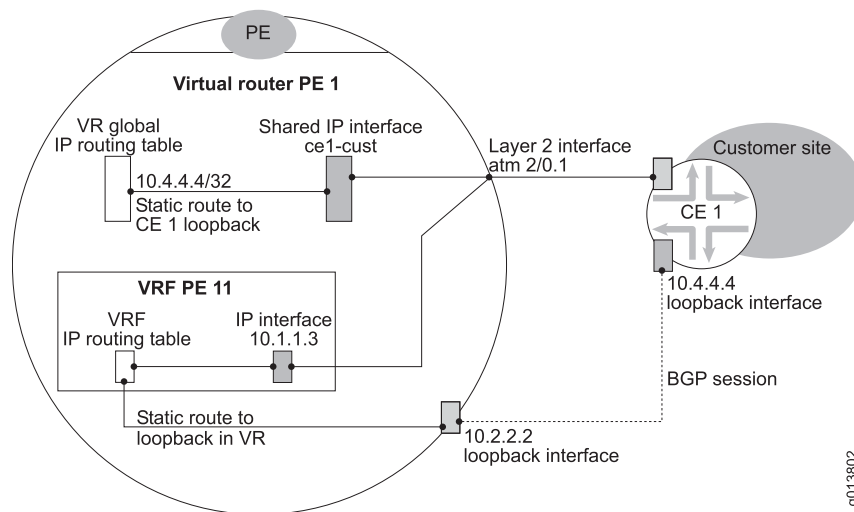 PE
Virtual router PE 1
VR global
IP routing table
Shared IP interface
ce1-cust
10.4.4.4/32
Static route to
CE 1 loopback
Layer 2 interface
atm 2/0.1
Customer site
CE 1
10.4.4.4
loopback interface
VRF PE 11
VRF
IP routing table
IP interface
10.1.1.3
BGP session
Static route to
loopback in VR
10.2.2.2
loopback interface
g013802